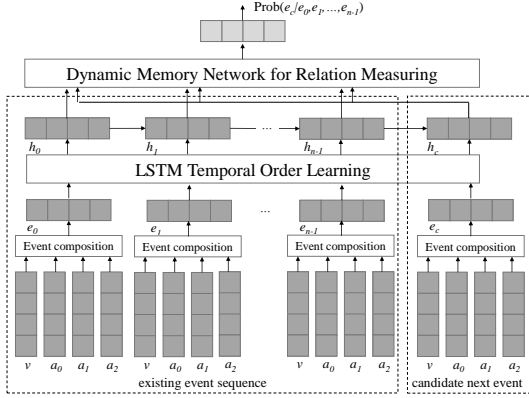 Prob(e_c/e_0,e_1,...,e_{n-1})
Dynamic Memory Network for Relation Measuring
...
h_0 h_1 h_{n-1} h_c
LSTM Temporal Order Learning
...
e_0 e_1 e_{n-1} e_c
Event composition Event composition Event composition Event composition
v a_0 a_1 a_2 v a_0 a_1 a_2 v a_0 a_1 a_2 v a_0 a_1 a_2
existing event sequence candidate next event